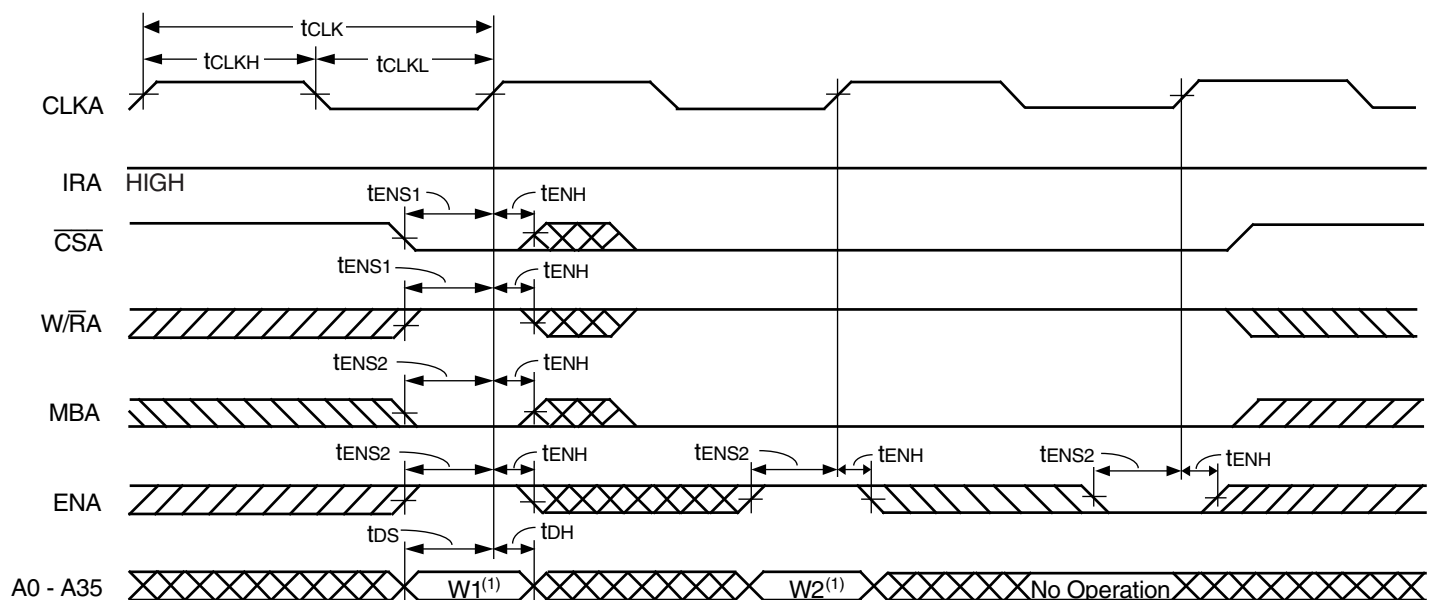 tCLK
tCLKH tCLKL
CLKA
IRA HIGH
tENS1 tENH
CSA
tENS1 tENH
W/RA
tENS2 tENH
MBA
tENS2 tENH tENS2 tENH tENS2 tENH
ENA
tDS tDH
A0 - A35 W1(1) W2(1) No Operation